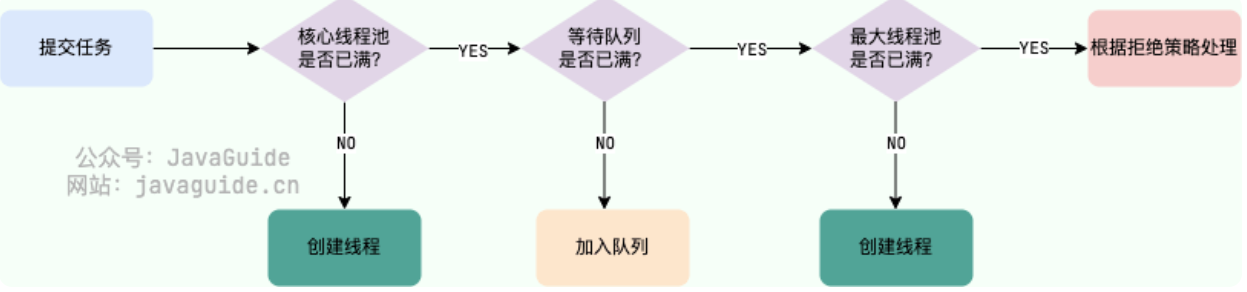 提交任务
核心线程池
是否已满?
YES
等待队列
是否已满?
YES
最大线程池
是否已满?
YES
根据拒绝策略处理
NO
NO
NO
公众号：JavaGuide
网站：javaguide.cn
创建线程
加入队列
创建线程